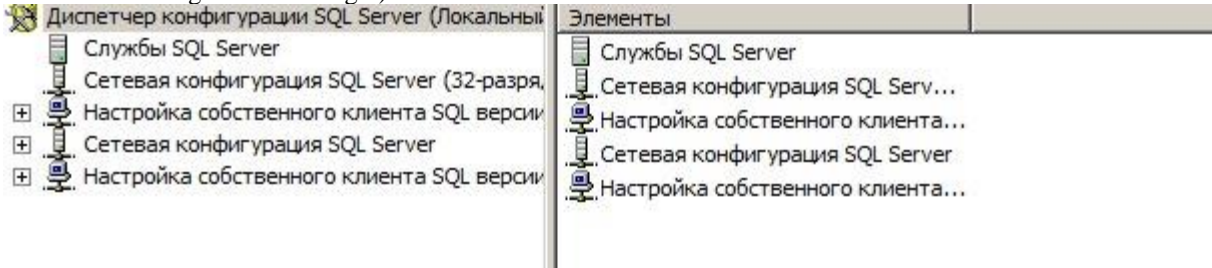 Диспетчер конфигурации SQL Server (Локальный
Службы SQL Server
Сетевая конфигурация SQL Server (32-разря,
Настройка собственного клиента SQL версии
Сетевая конфигурация SQL Server
Настройка собственного клиента SQL версии
Элементы
Службы SQL Server
Сетевая конфигурация SQL Serv...
Настройка собственного клиента...
Сетевая конфигурация SQL Server
Настройка собственного клиента...